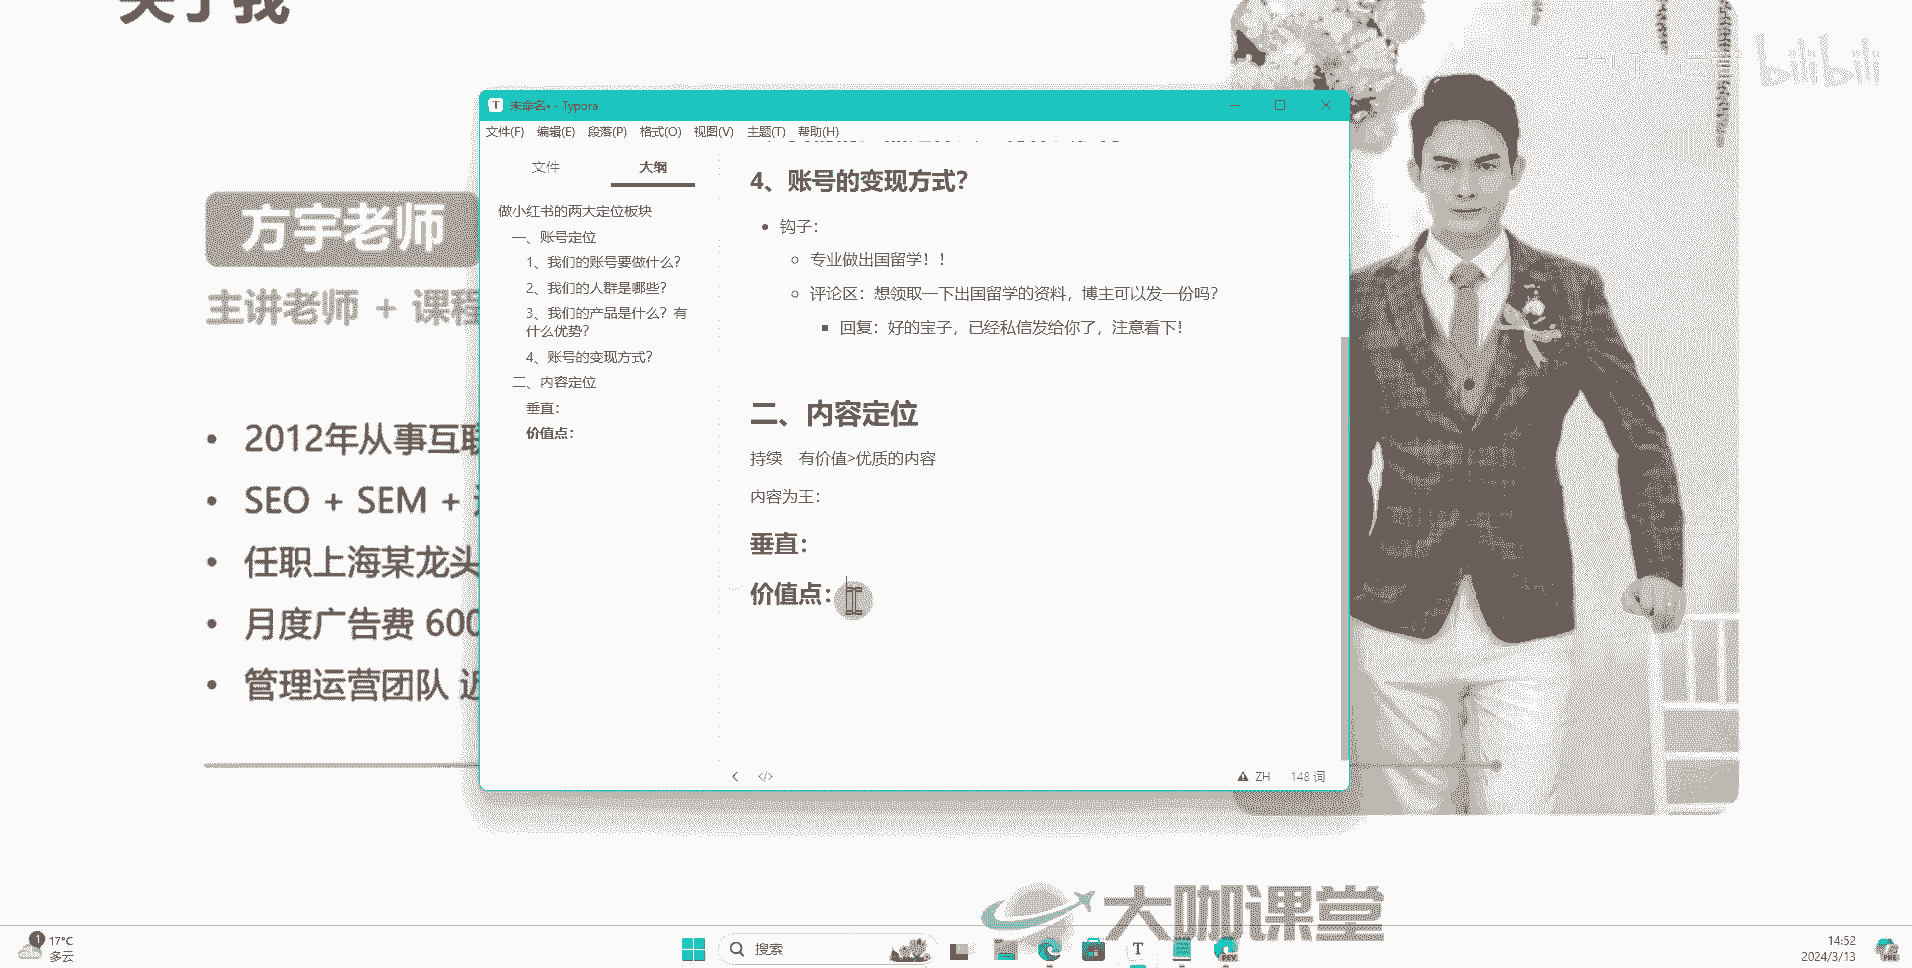 关于我
bilibili
方宇老师
主讲老师 + 课程
2012年从事互联
SEO + SEM +
任职上海某龙头
月度广告费 600
管理运营团队 近
未命名• - Typora
文件(F) 编辑(E) 段落(P) 格式(O) 视图(V) 主题(T) 帮助(H)
文件 大纲
做小红书的两大定位板块
一、账号定位
1、我们的账号要做什么？
2、我们的人群是哪些？
3、我们的产品是什么？有
什么优势？
4、账号的变现方式？
二、内容定位
垂直：
价值点：
4、账号的变现方式？
钩子：
专业做出国留学！！
评论区：想领取一下出国留学的资料，博主可以发一份吗？
回复：好的宝子，已经私信发给你了，注意看下！
二、内容定位
持续 有价值>优质的内容
内容为王：
垂直：
价值点：
ZH 148 词
大咖课堂
1
17°C
多云
搜索
T
DEV
14:52
2024/3/13
PRE